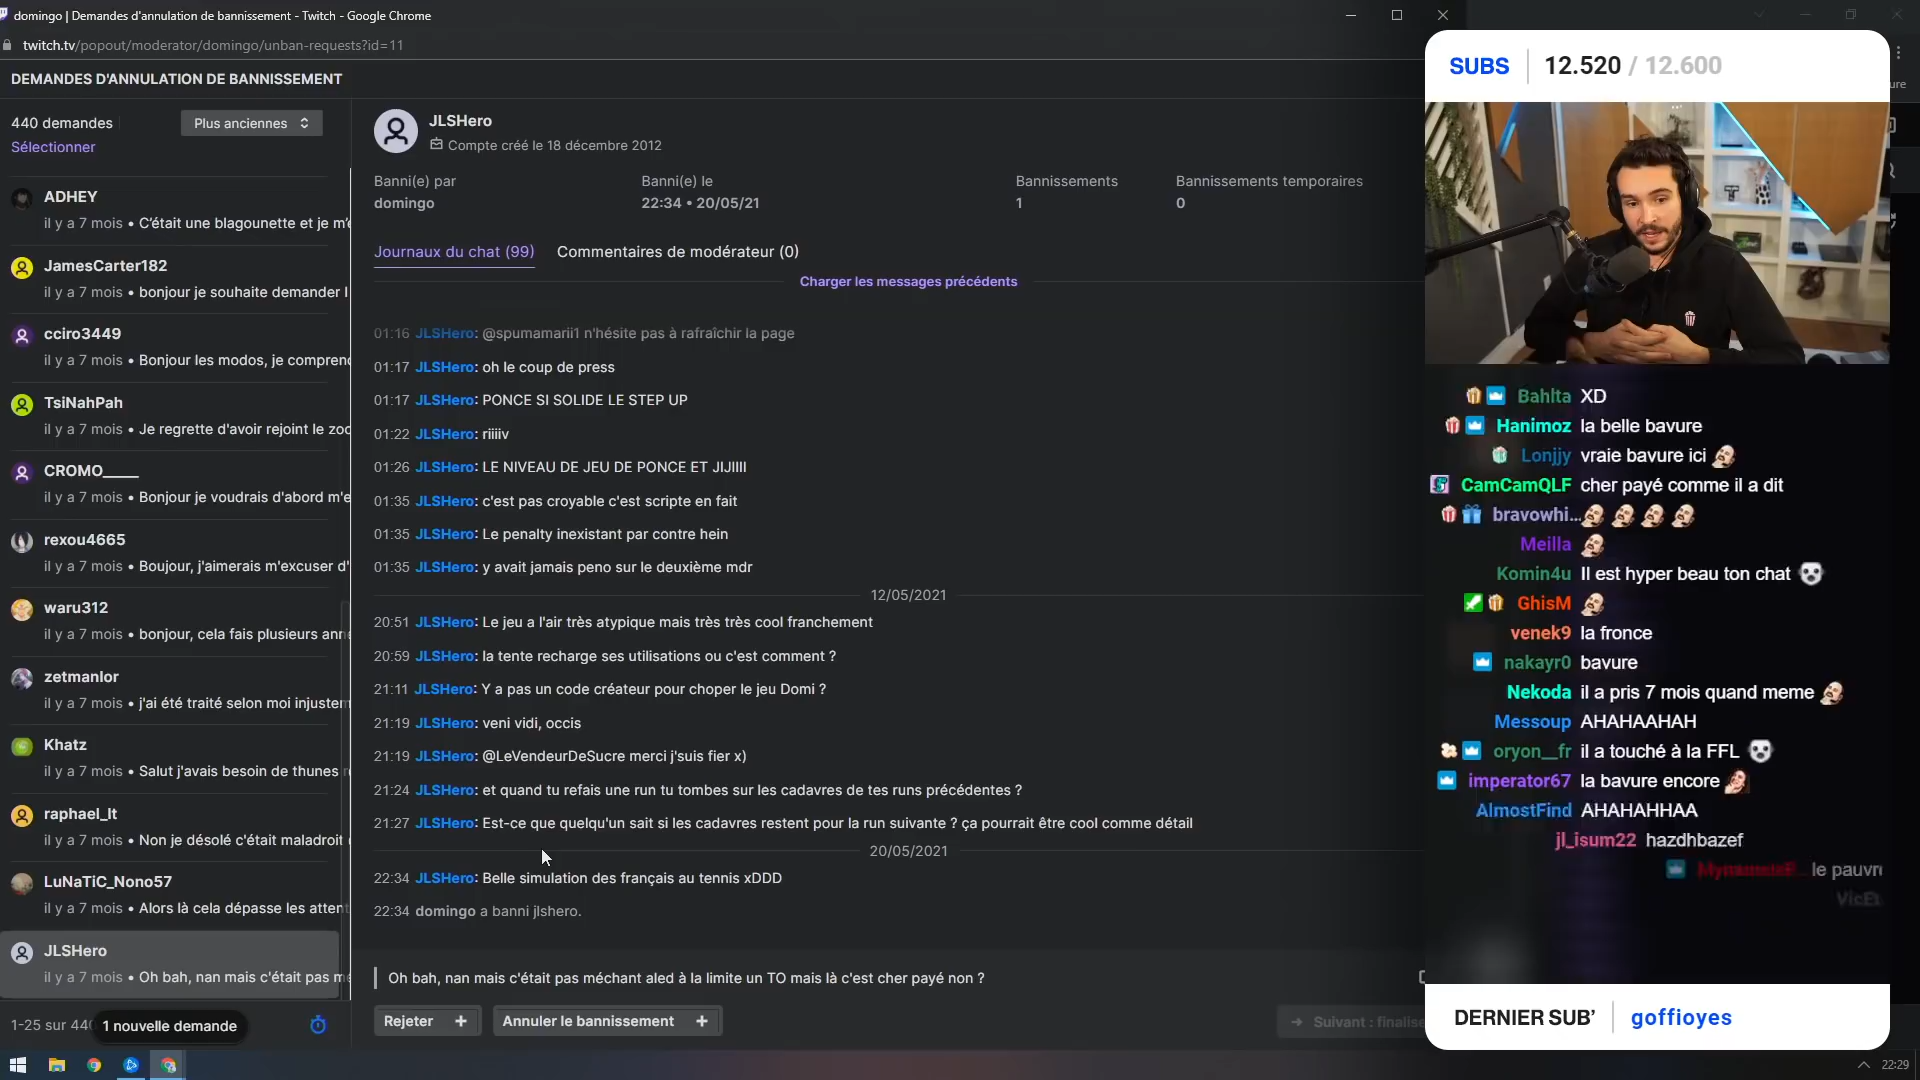 domingo | Demandes d'annulation de bannissement - Twitch - Google Chrome
twitch.tv/popout/moderator/domingo/unban-requests?id=11
DEMANDES D'ANNULATION DE BANNISSEMENT
440 demandes
Plus anciennes
Sélectionner
ADHEY
il y a 7 mois • C'était une blagounette et je m'e
JamesCarter182
il y a 7 mois • bonjour je souhaite demander l
cciro3449
il y a 7 mois • Bonjour les modos, je comprend
TsiNahPah
il y a 7 mois • Je regrette d'avoir rejoint le zoo
CROMO_____
il y a 7 mois • Bonjour je voudrais d'abord m'e
rexou4665
il y a 7 mois • Boujour, j'aimerais m'excuser d'
waru312
il y a 7 mois • bonjour, cela fais plusieurs ann
zetmanlor
il y a 7 mois • j'ai été traité selon moi injustem
Khatz
il y a 7 mois • Salut j'avais besoin de thunes
raphael_lt
il y a 7 mois • Non je désolé c'était maladroit
LuNaTiC_Nono57
il y a 7 mois • Alors là cela dépasse les attent
JLSHero
il y a 7 mois • Oh bah, nan mais c'était pas m
1-25 sur 440
1 nouvelle demande
JLSHero
Compte créé le 18 décembre 2012
Banni(e) par
domingo
Banni(e) le
22:34 • 20/05/21
Bannissements
1
Bannissements temporaires
0
Journaux du chat (99)
Commentaires de modérateur (0)
Charger les messages précédents
01:16 JLSHero: @spumamarii1 n'hésite pas à rafraîchir la page
01:17 JLSHero: oh le coup de press
01:17 JLSHero: PONCE SI SOLIDE LE STEP UP
01:22 JLSHero: riiiiv
01:26 JLSHero: LE NIVEAU DE JEU DE PONCE ET JIJIIII
01:35 JLSHero: c'est pas croyable c'est scripte en fait
01:35 JLSHero: Le penalty inexistant par contre hein
01:35 JLSHero: y avait jamais peno sur le deuxième mdr
12/05/2021
20:51 JLSHero: Le jeu a l'air très atypique mais très très cool franchement
20:59 JLSHero: la tente recharge ses utilisations ou c'est comment ?
21:11 JLSHero: Y a pas un code créateur pour choper le jeu Domi ?
21:19 JLSHero: veni vidi, occis
21:19 JLSHero: @LeVendeurDeSucre merci j'suis fier x)
21:24 JLSHero: et quand tu refais une run tu tombes sur les cadavres de tes runs précédentes ?
21:27 JLSHero: Est-ce que quelqu'un sait si les cadavres restent pour la run suivante ? ça pourrait être cool comme détail
20/05/2021
22:34 JLSHero: Belle simulation des français au tennis xDDD
22:34 domingo a banni jlshero.
Oh bah, nan mais c'était pas méchant aled à la limite un TO mais là c'est cher payé non ?
Rejeter +
Annuler le bannissement +
→ Suivant : finalise
SUBS 12.520 / 12.600
Bahlta XD
Hanimoz la belle bavure
Lonjjy vraie bavure ici
CamCamQLF cher payé comme il a dit
bravowhi...
Meilla
Komin4u Il est hyper beau ton chat
GhisM
venek9 la fronce
nakayr0 bavure
Nekoda il a pris 7 mois quand meme
Messoup AHAHAAHAH
oryon__fr il a touché à la FFL
imperator67 la bavure encore
AlmostFind AHAHAHHAA
jl_isum22 hazdhbazef
le pauvr
DERNIER SUB' goffioyes
ure
22:29